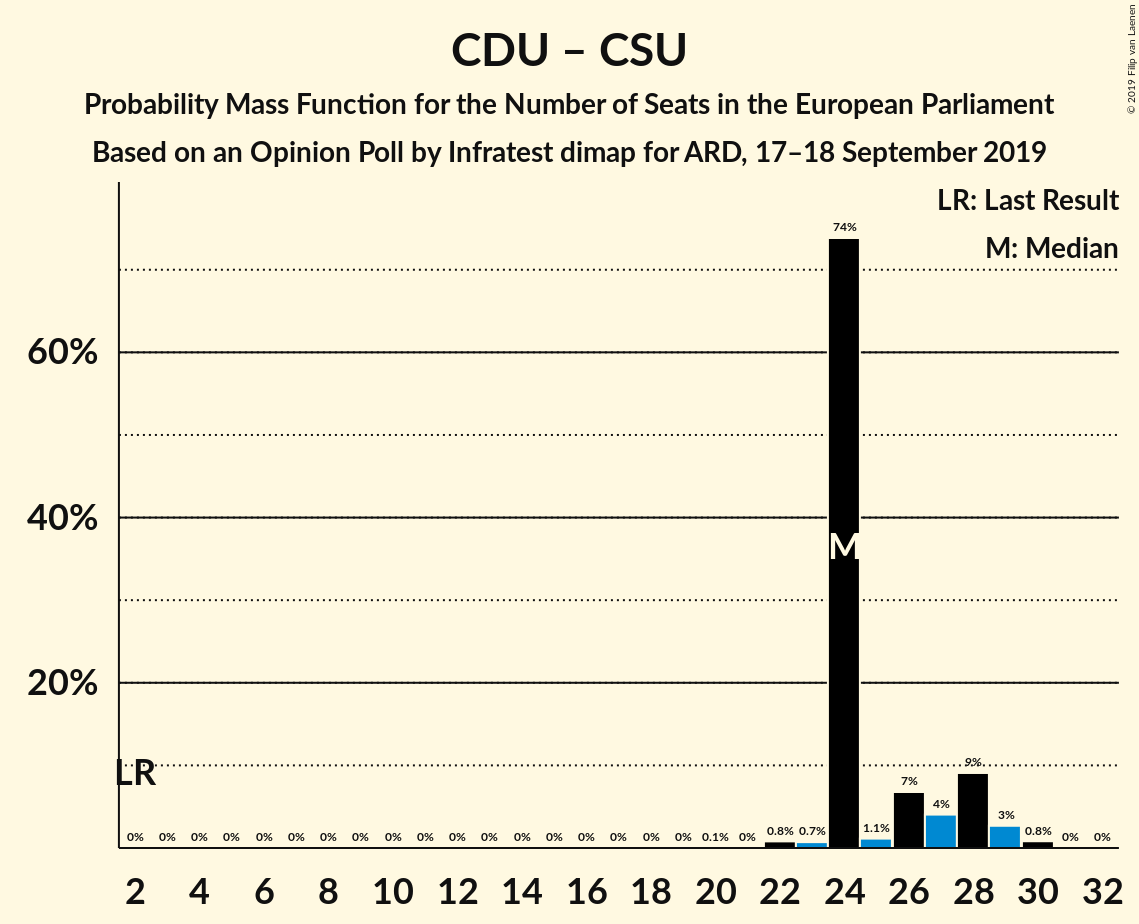 CDU – CSU
Probability Mass Function for the Number of Seats in the European Parliament
Based on an Opinion Poll by Infratest dimap for ARD, 17–18 September 2019
© 2019 Filip van Laenen
LR: Last Result
M: Median
60%
40%
20%
LR
M
0% 0% 0% 0% 0% 0% 0% 0% 0% 0% 0% 0% 0% 0% 0% 0% 0% 0% 0.1% 0% 0.8% 0.7% 74% 1.1% 7% 4% 9% 3% 0.8% 0% 0%
2 4 6 8 10 12 14 16 18 20 22 24 26 28 30 32